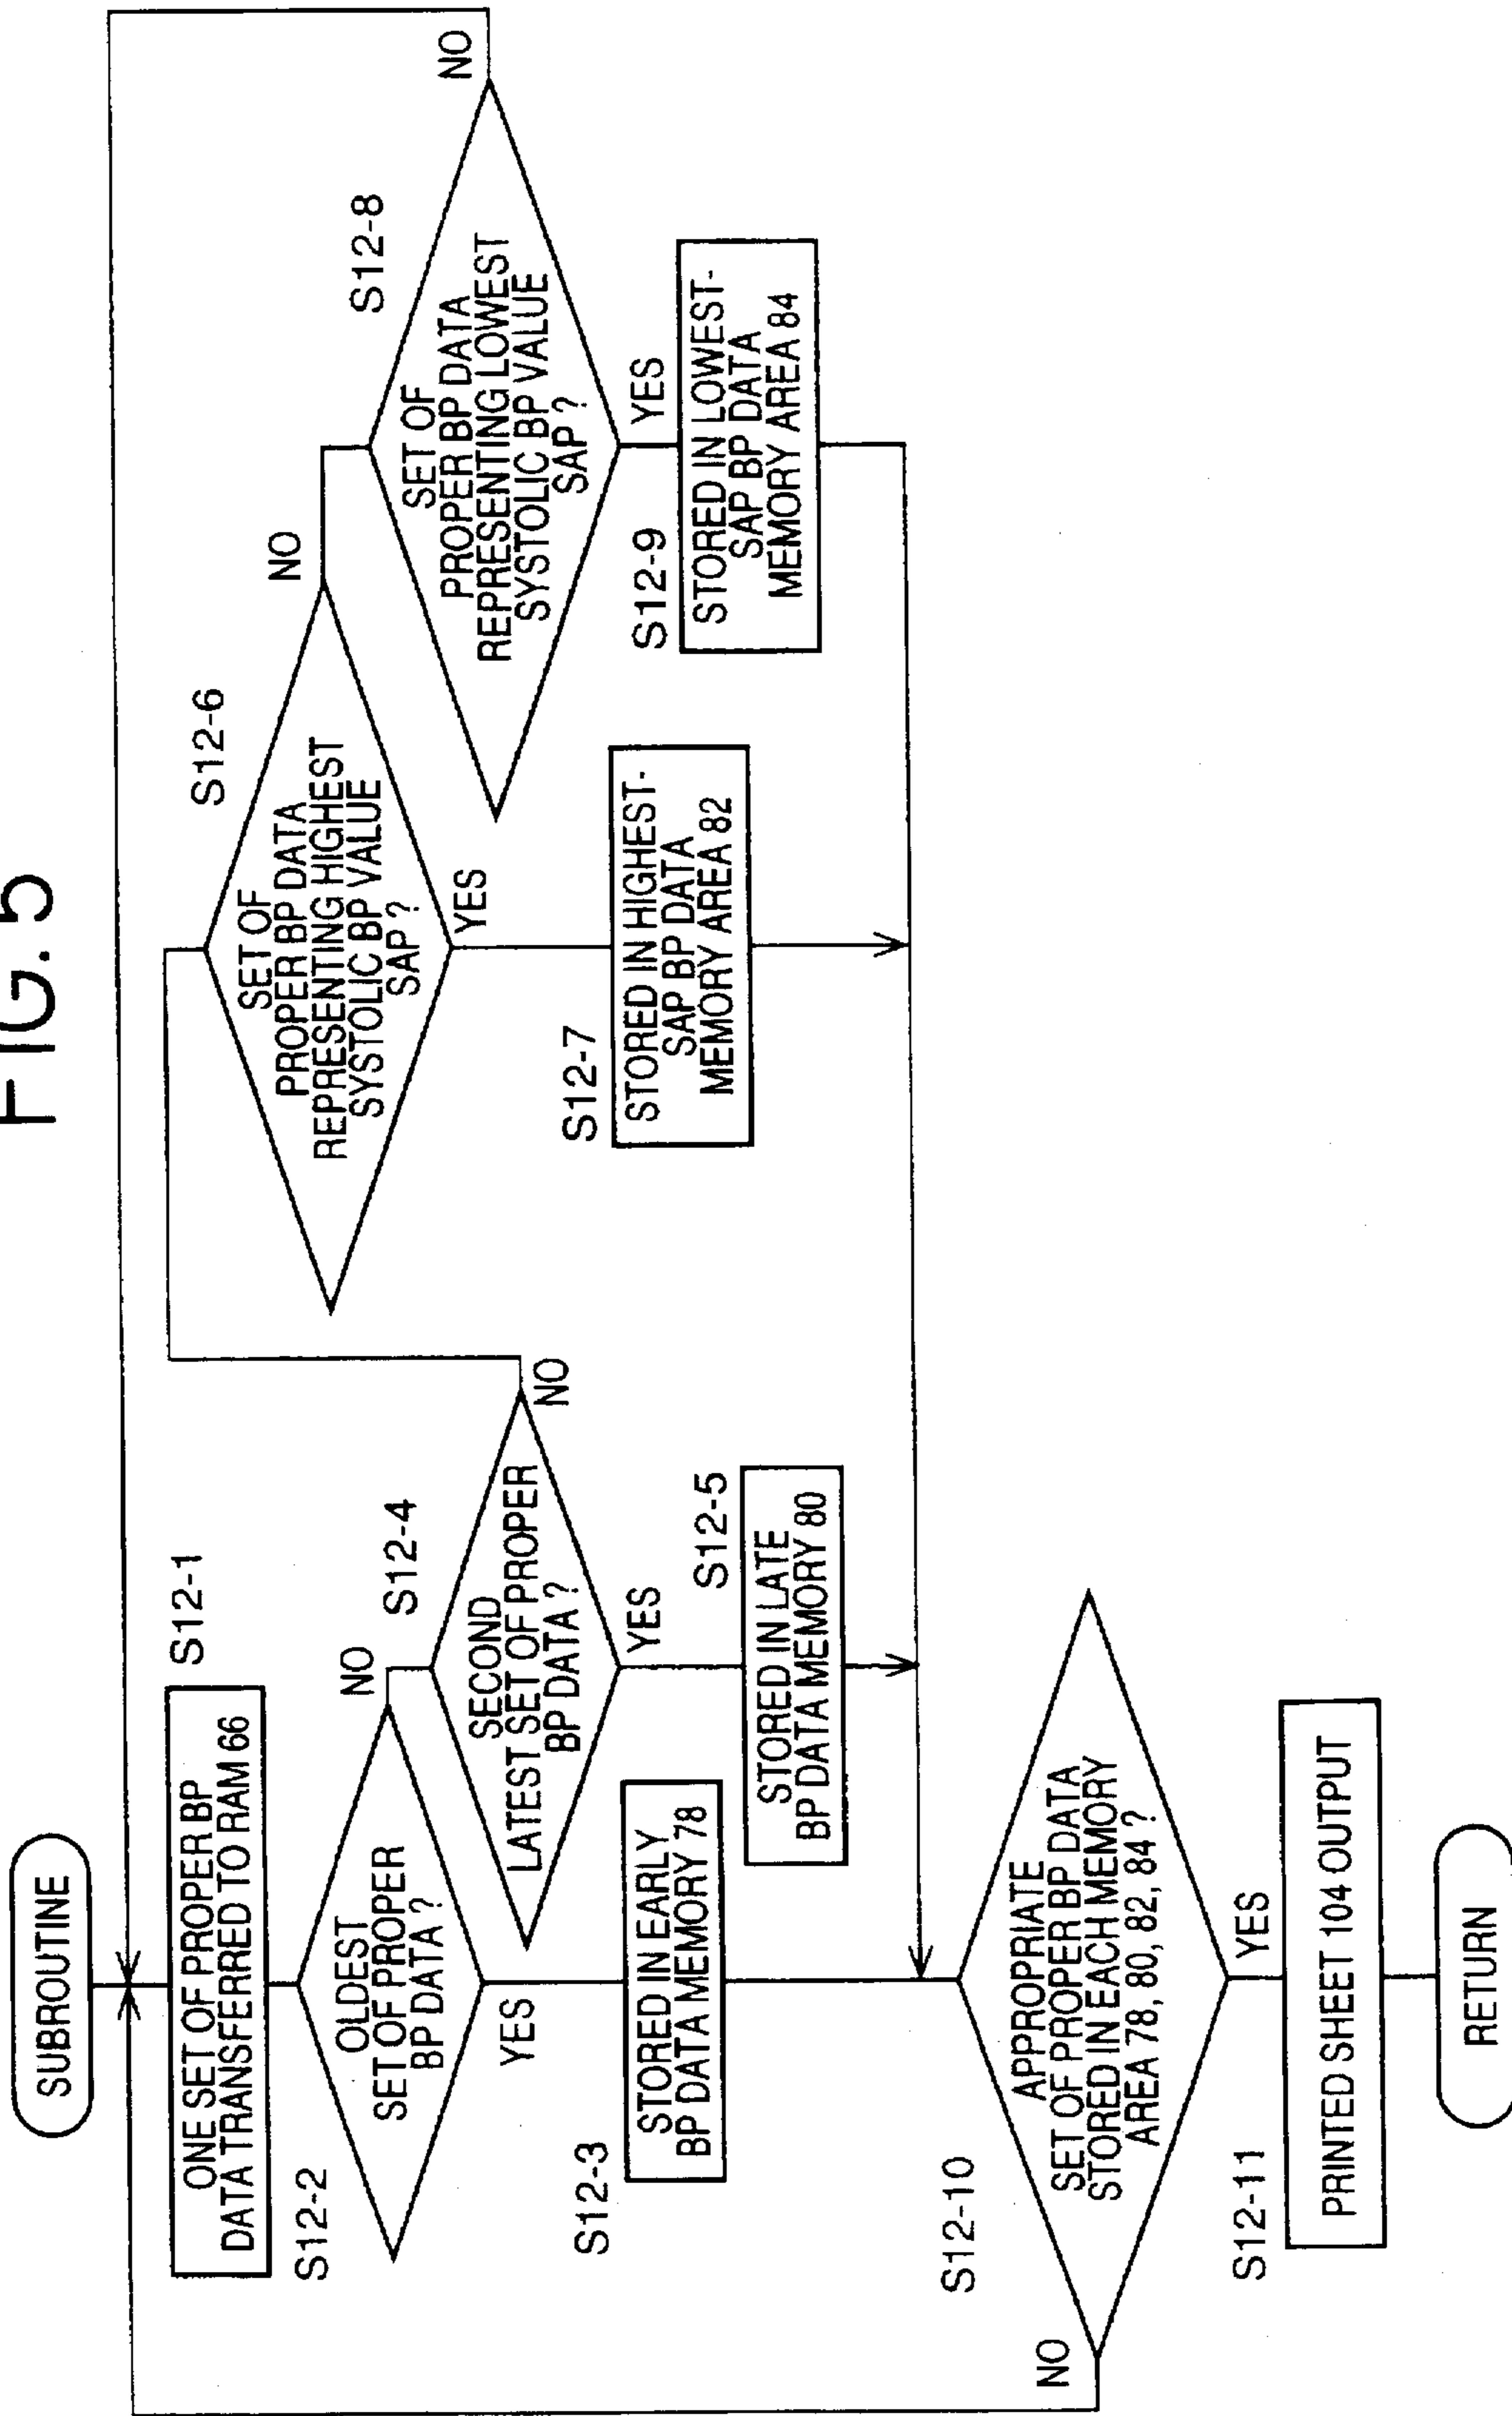 FIG. 5
SUBROUTINE
S12-1
ONE SET OF PROPER BP
DATA TRANSFERRED TO RAM 66
S12-2
OLDEST
SET OF PROPER
BP DATA ?
NO
YES
S12-3
STORED IN EARLY
BP DATA MEMORY 78
S12-4
SECOND
LATEST SET OF PROPER
BP DATA ?
NO
YES
S12-5
STORED IN LATE
BP DATA MEMORY 80
S12-6
SET OF
PROPER BP DATA
REPRESENTING HIGHEST
SYSTOLIC BP VALUE
SAP ?
NO
YES
S12-7
STORED IN HIGHEST-
SAP BP DATA
MEMORY AREA 82
S12-8
SET OF
PROPER BP DATA
REPRESENTING LOWEST
SYSTOLIC BP VALUE
SAP ?
NO
YES
S12-9
STORED IN LOWEST-
SAP BP DATA
MEMORY AREA 84
S12-10
APPROPRIATE
SET OF PROPER BP DATA
STORED IN EACH MEMORY
AREA 78, 80, 82, 84 ?
NO
YES
S12-11
PRINTED SHEET 104 OUTPUT
RETURN